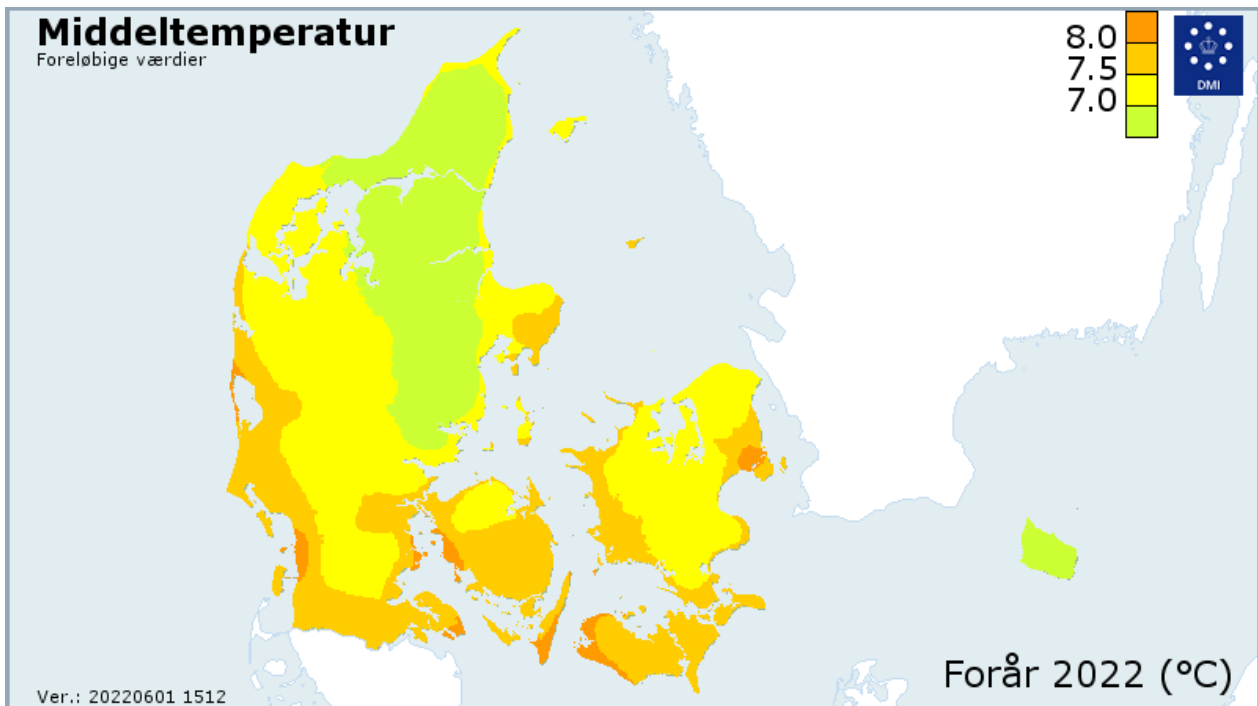 Middeltemperatur
Foreløbige værdier
8.0
7.5
7.0
DMI
Forår 2022 (°C)
Ver.: 20220601 1512